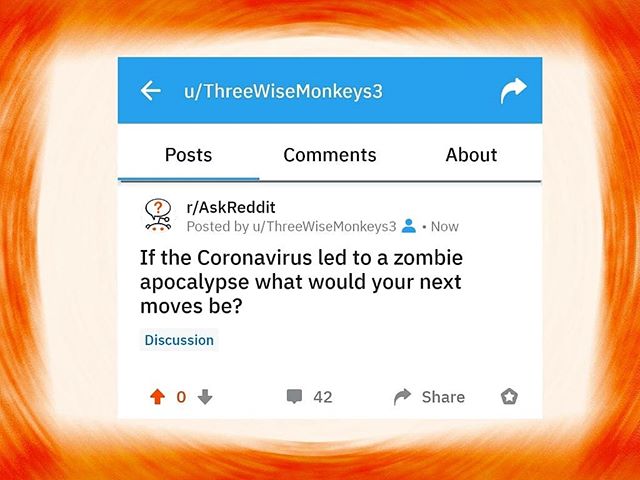 u/ThreeWiseMonkeys3
Posts Comments About
?
r/AskReddit
Posted by u/ThreeWiseMonkeys3 • Now
If the Coronavirus led to a zombie
apocalypse what would your next
moves be?
Discussion
0 42 Share